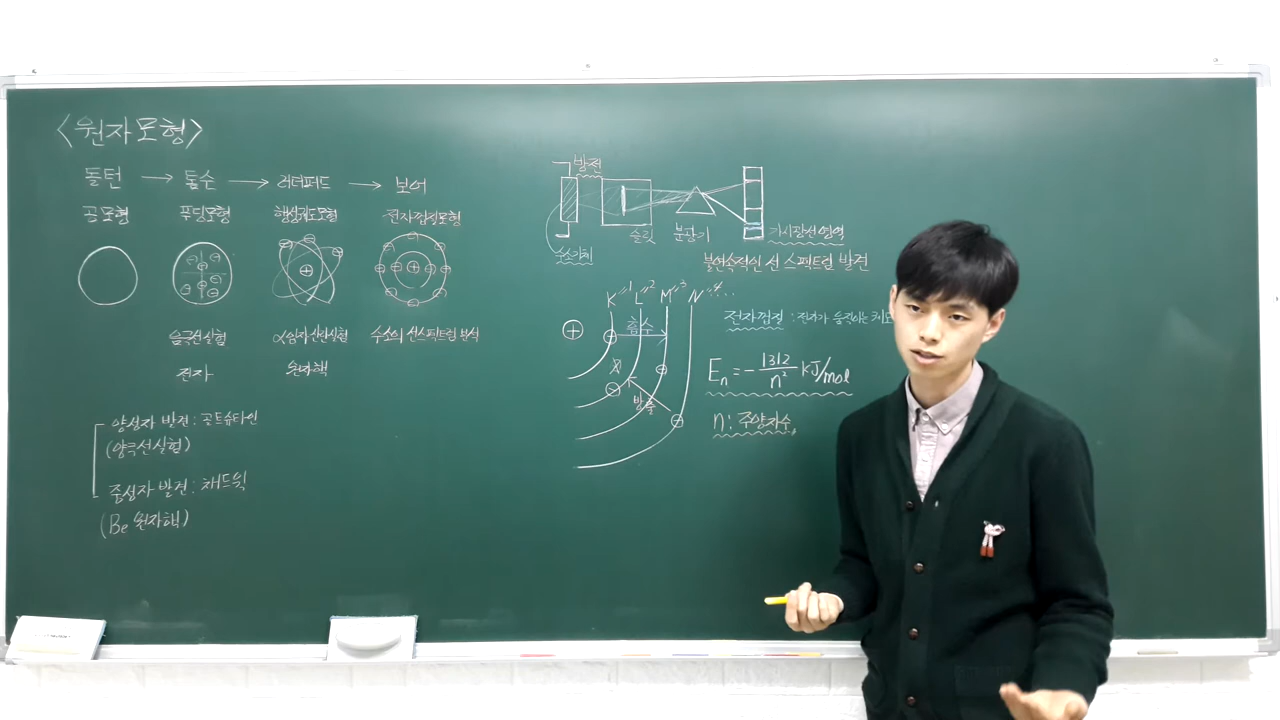 <원자모형>
돌턴 → 톰슨 → 러더퍼드 → 보어
공모형 푸딩모형 행성궤도모형 전자껍질모형
음극선실험 α입자산란실험 수소의 선스펙트럼 분석
전자 원자핵
양성자 발견: 골드슈타인
(양극선실험)
중성자 발견: 채드윅
(Be 원자핵)
방전
슬릿 분광기 가시광선영역
수소기체
불연속적인 선 스펙트럼 발견
K=1 L=2 M=3 N=4....
흡수
방출
전자껍질: 전자가 움직이는
En = -1312/n² kJ/mol
n: 주양자수